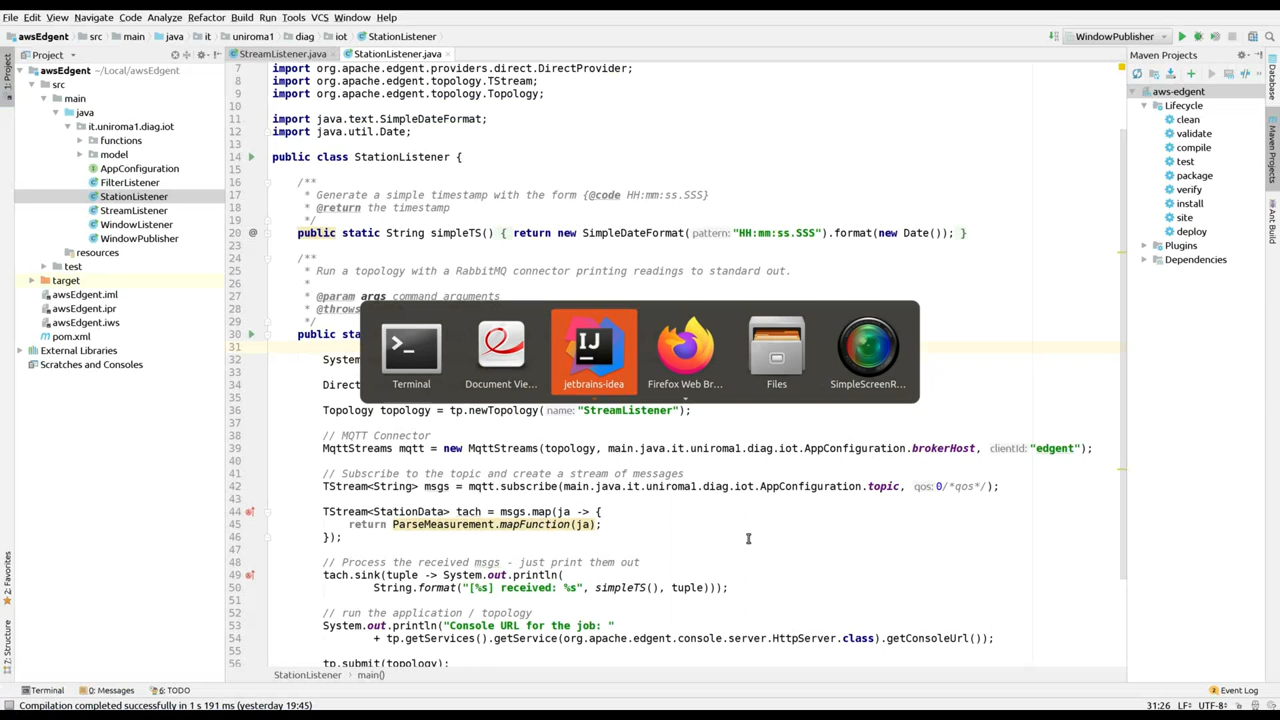 File Edit View Navigate Code Analyze Refactor Build Run Tools VCS Window Help
awsEdgent src main java it uniroma1 diag iot StationListener WindowPublisher
Project StreamListener.java StationListener.java Maven Projects
1: Project
2: Favorites
7: Structure
awsEdgent ~/Local/awsEdgent
src
main
java
it.uniroma1.diag.iot
functions
model
AppConfiguration
FilterListener
StationListener
StreamListener
WindowListener
WindowPublisher
resources
test
target
awsEdgent.iml
awsEdgent.ipr
awsEdgent.iws
pom.xml
External Libraries
Scratches and Consoles
7 import org.apache.edgent.providers.direct.DirectProvider;
8 import org.apache.edgent.topology.TStream;
9 import org.apache.edgent.topology.Topology;
10
11 import java.text.SimpleDateFormat;
12 import java.util.Date;
13
14 public class StationListener {
15
16 /**
17 * Generate a simple timestamp with the form {@code HH:mm:ss.SSS}
18 * @return the timestamp
19 */
20 @ public static String simpleTS() { return new SimpleDateFormat( pattern: "HH:mm:ss.SSS").format(new Date()); }
24 /**
25 * Run a topology with a RabbitMQ connector printing readings to standard out.
26 *
27 * @param args command arguments
28 * @throws
29 */
30 public sta
31
32 System
33
34 Direct
35
36 Topology topology = tp.newTopology( name: "StreamListener");
37
38 // MQTT Connector
39 MqttStreams mqtt = new MqttStreams(topology, main.java.it.uniroma1.diag.iot.AppConfiguration.brokerHost, clientId: "edgent");
40
41 // Subscribe to the topic and create a stream of messages
42 TStream<String> msgs = mqtt.subscribe(main.java.it.uniroma1.diag.iot.AppConfiguration.topic, qos: 0/*qos*/);
43
44 TStream<StationData> tach = msgs.map(ja -> {
45 return ParseMeasurement.mapFunction(ja);
46 });
47
48 // Process the received msgs - just print them out
49 tach.sink(tuple -> System.out.println(
50 String.format("[%s] received: %s", simpleTS(), tuple)));
51
52 // run the application / topology
53 System.out.println("Console URL for the job: "
54 + tp.getServices().getService(org.apache.edgent.console.server.HttpServer.class).getConsoleUrl());
55
56 tp.submit(topology);
Terminal Document Vie... jetbrains-idea Firefox Web Br... Files SimpleScreenR...
aws-edgent
Lifecycle
clean
validate
compile
test
package
verify
install
site
deploy
Plugins
Dependencies
Database
Maven Projects
Ant Build
StationListener main()
Terminal 0: Messages 6: TODO 2 Event Log
Compilation completed successfully in 1 s 191 ms (yesterday 19:45) 31:26 LF UTF-8